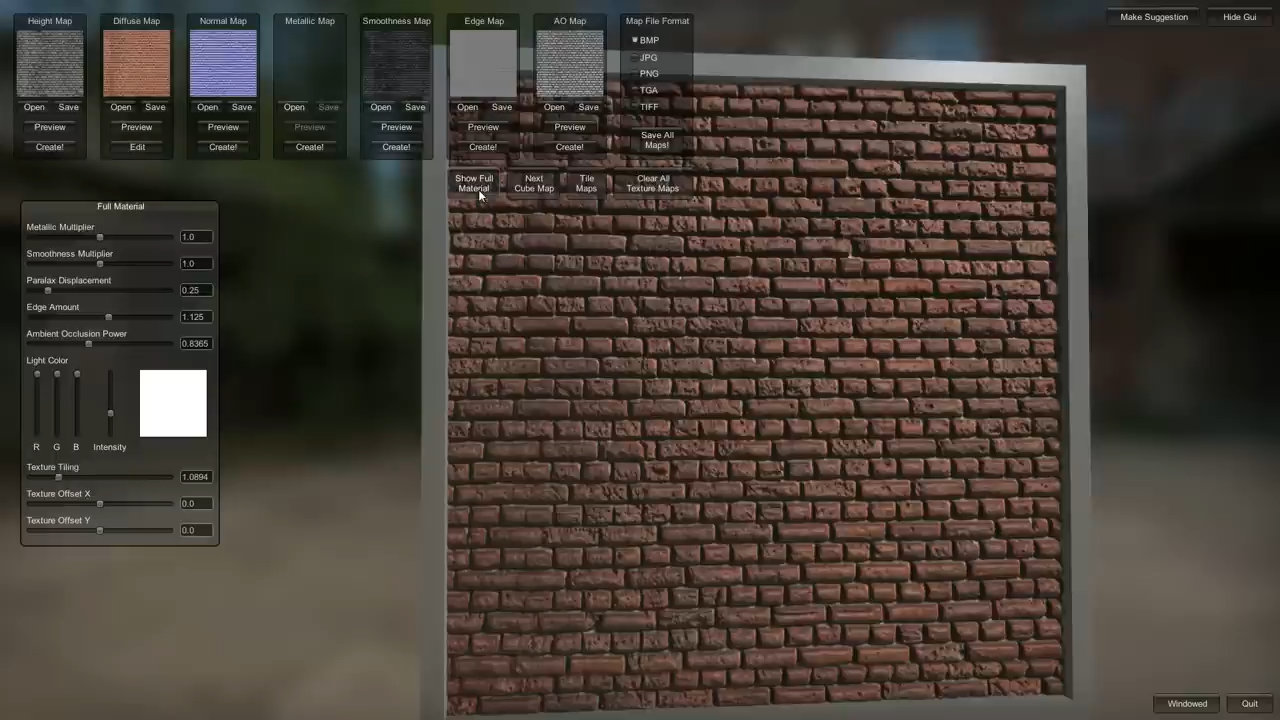 Height Map
Diffuse Map
Normal Map
Metallic Map
Smoothness Map
Edge Map
AO Map
Map File Format
Make Suggestion
Hide Gui
BMP
JPG
PNG
TGA
TIFF
Open Save
Open Save
Open Save
Open Save
Open Save
Open Save
Open Save
Preview
Preview
Preview
Preview
Preview
Preview
Preview
Save All
Maps!
Create!
Edit
Create!
Create!
Create!
Create!
Create!
Show Full
Material
Next
Cube Map
Tile
Maps
Clear All
Texture Maps
Full Material
Metallic Multiplier
1.0
Smoothness Multiplier
1.0
Paralax Displacement
0.25
Edge Amount
1.125
Ambient Occlusion Power
0.8365
Light Color
R G B Intensity
Texture Tiling
1.0894
Texture Offset X
0.0
Texture Offset Y
0.0
Windowed
Quit